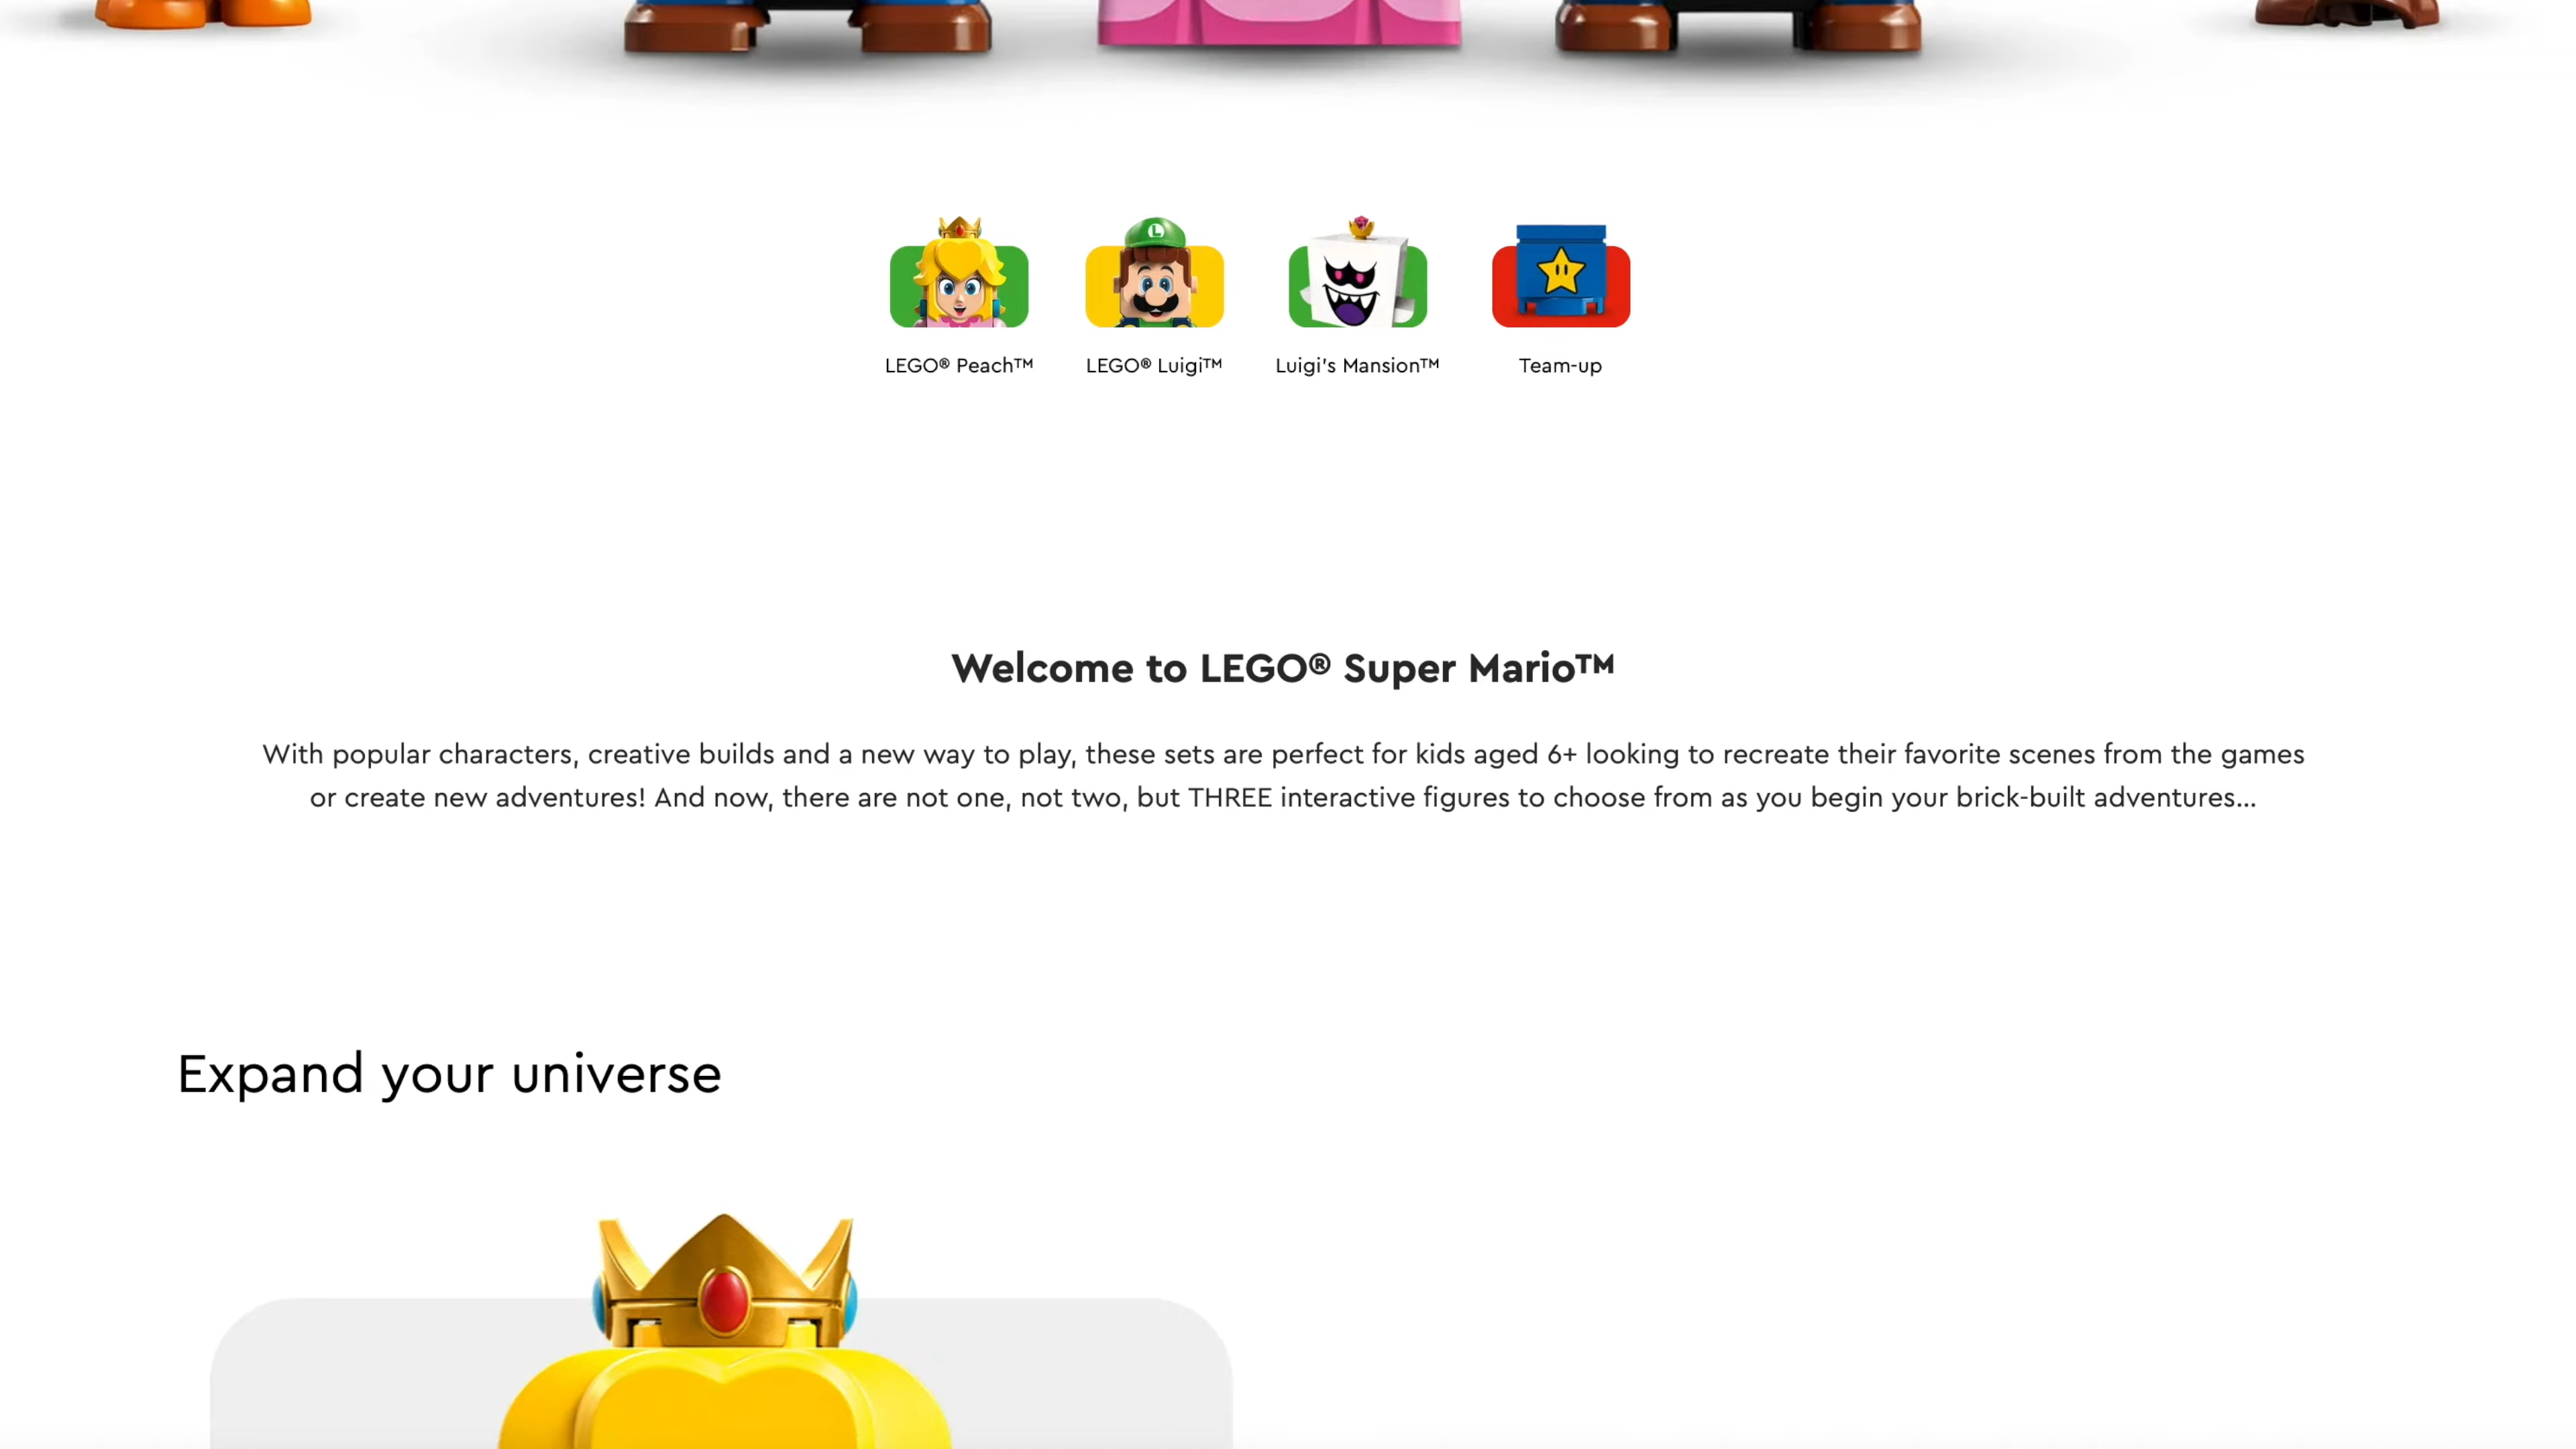 LEGO® Peach™
LEGO® Luigi™
Luigi's Mansion™
Team-up
Welcome to LEGO® Super Mario™
With popular characters, creative builds and a new way to play, these sets are perfect for kids aged 6+ looking to recreate their favorite scenes from the games
or create new adventures! And now, there are not one, not two, but THREE interactive figures to choose from as you begin your brick-built adventures...
Expand your universe